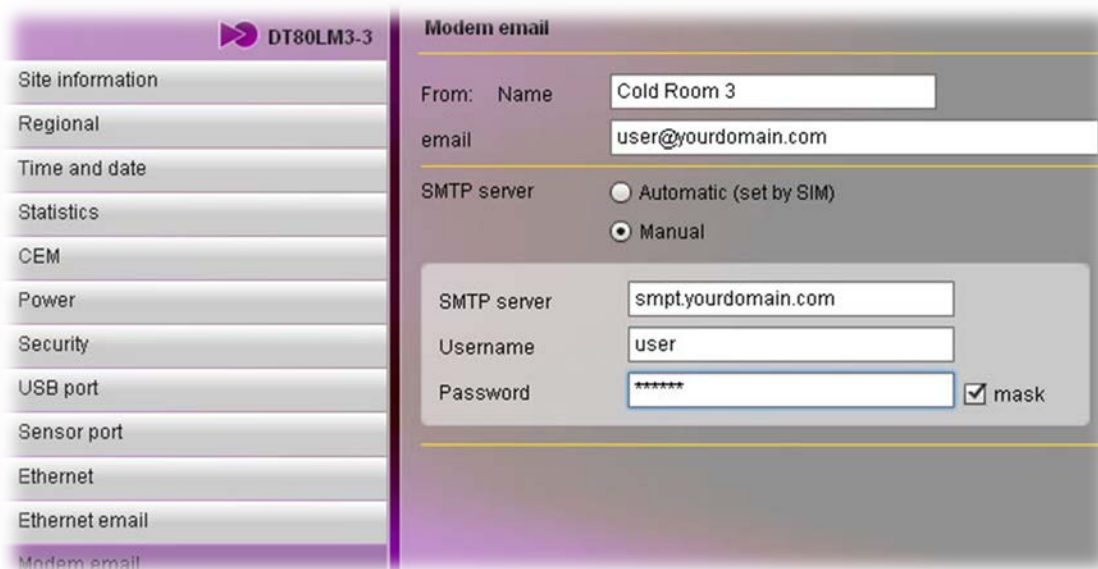 DT80LM3-3
Site information
Regional
Time and date
Statistics
CEM
Power
Security
USB port
Sensor port
Ethernet
Ethernet email
Modem email
Modem email
From: Name Cold Room 3
email user@yourdomain.com
SMTP server Automatic (set by SIM)
Manual
SMTP server smpt.yourdomain.com
Username user
Password ****** mask